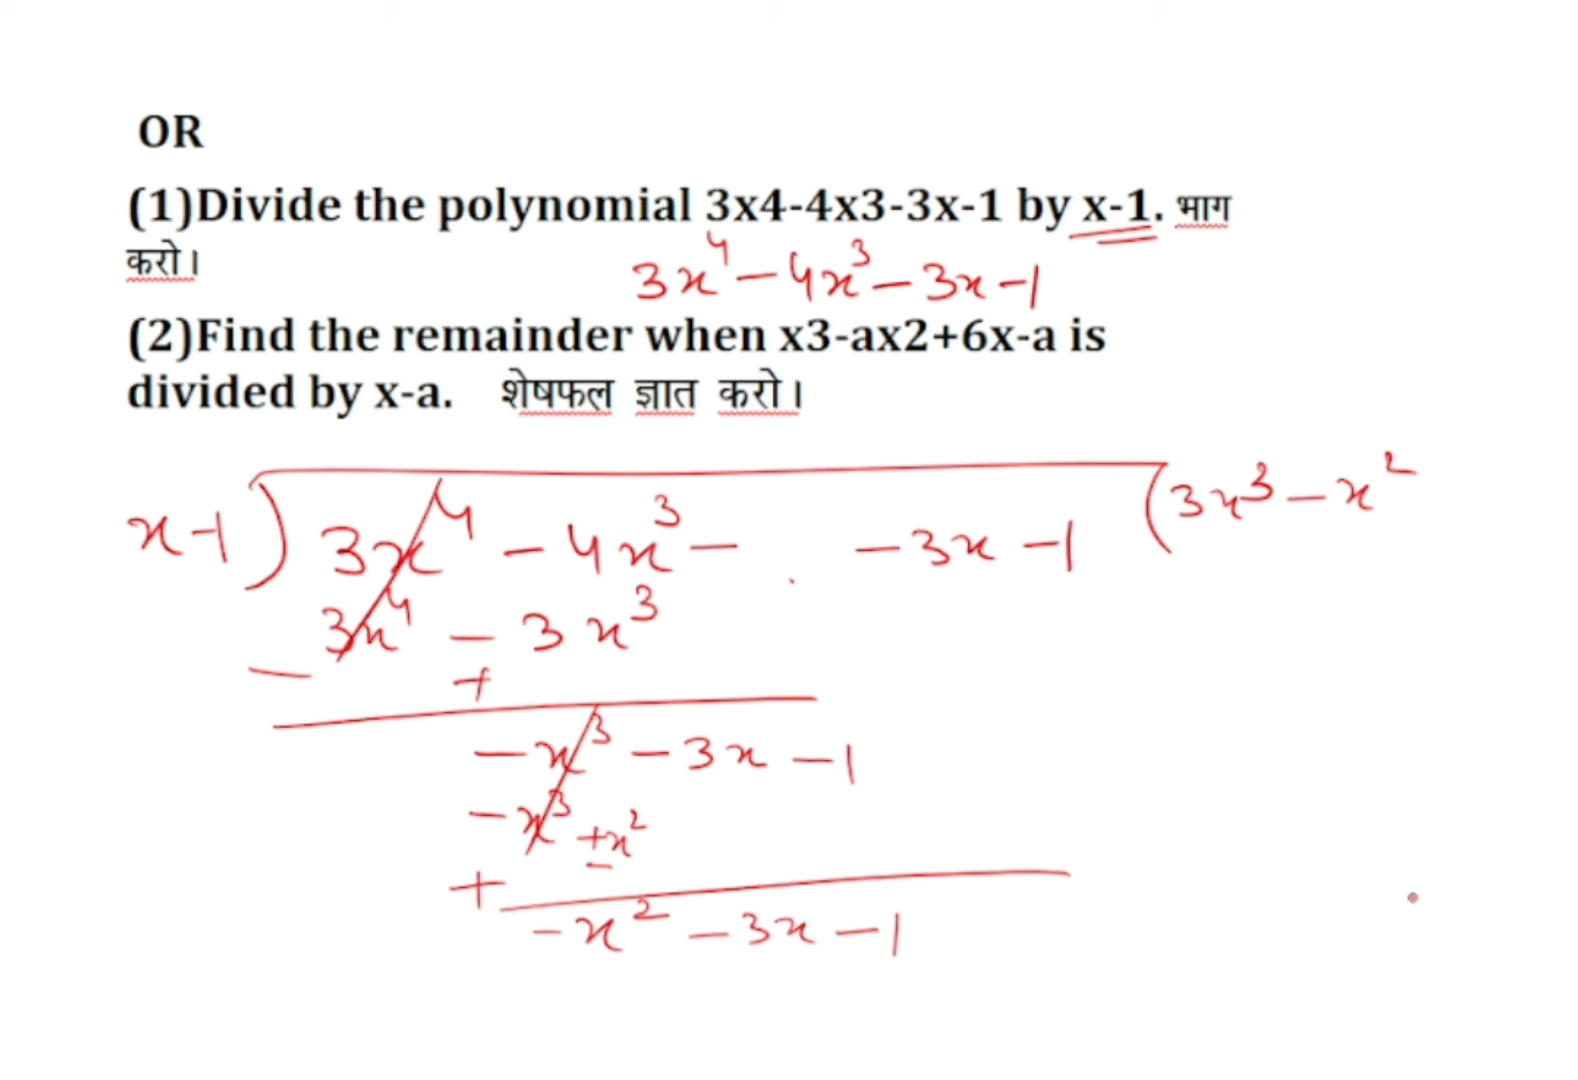 OR
(1)Divide the polynomial 3x4-4x3-3x-1 by x-1. भाग
करो।
3x⁴-4x³-3x-1
(2)Find the remainder when x3-ax2+6x-a is
divided by x-a. शेषफल ज्ञात करो।
x-1) 3x⁴ - 4x³ - . -3x -1 (3x³-x²
3x⁴ - 3x³
- +
-x³ -3x -1
-x³ +x²
+ -
-x² -3x -1